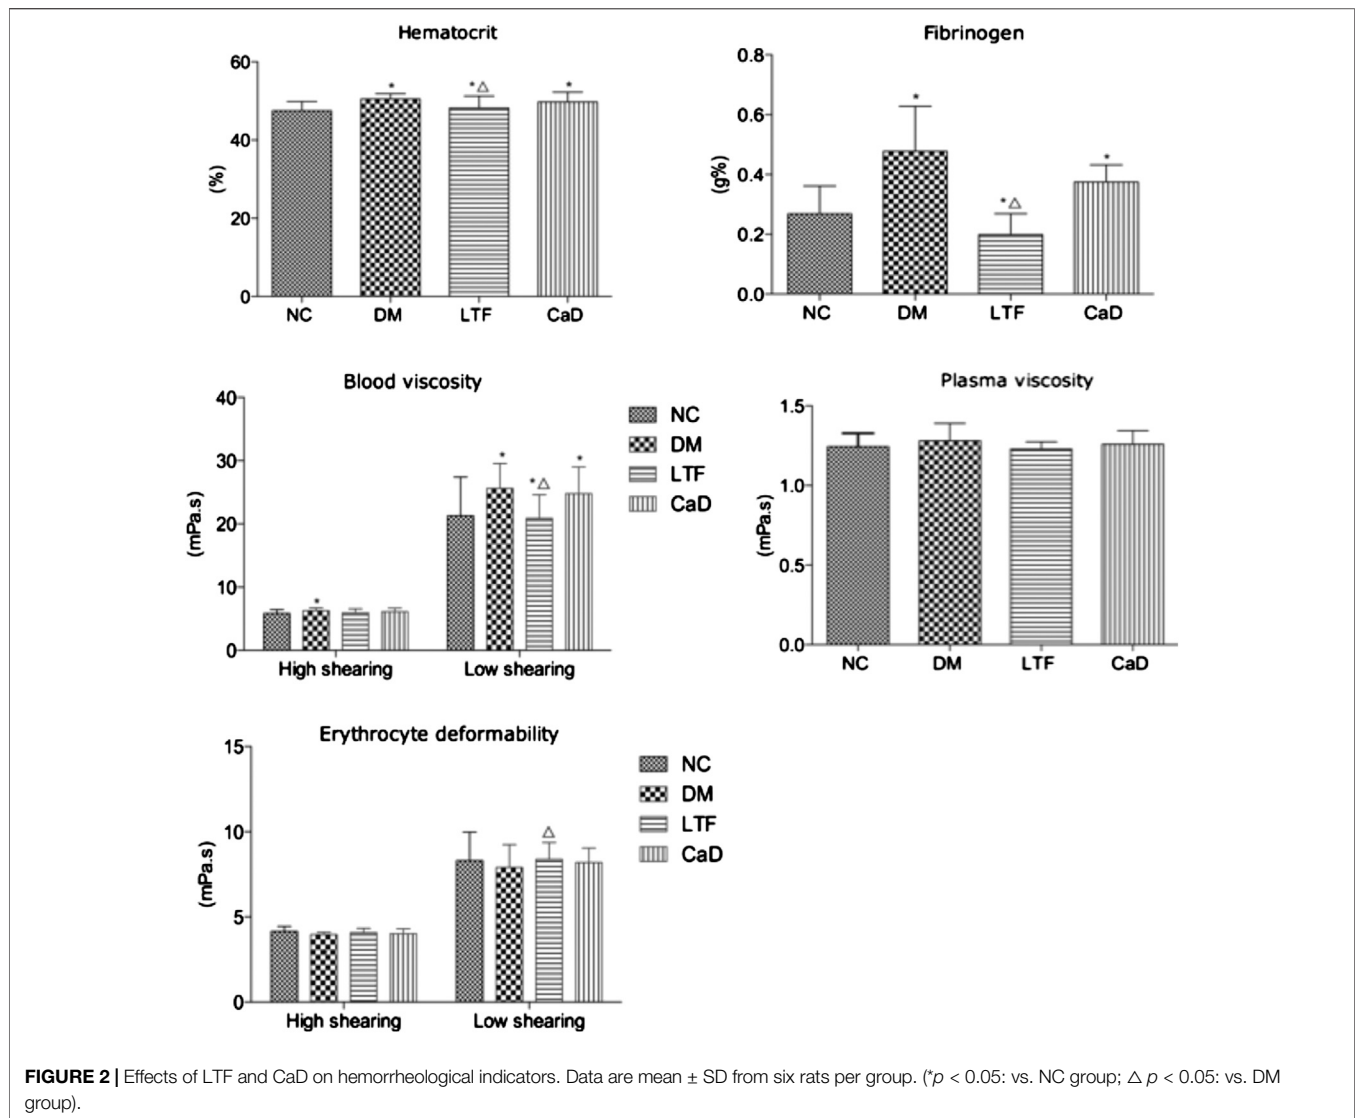 Hematocrit
60
40
20
0
(%)
* * △ *
NC DM LTF CaD
Fibrinogen
0.8
0.6
0.4
0.2
0.0
(g%)
* * △ *
NC DM LTF CaD
Blood viscosity
40
30
20
10
0
(mPa.s)
* * * △ *
High shearing Low shearing
NC
DM
LTF
CaD
Plasma viscosity
1.5
1.0
0.5
0.0
(mPa.s)
NC DM LTF CaD
Erythrocyte deformability
15
10
5
0
(mPa.s)
△
High shearing Low shearing
NC
DM
LTF
CaD
FIGURE 2 | Effects of LTF and CaD on hemorrheological indicators. Data are mean ± SD from six rats per group. (*p < 0.05: vs. NC group; △ p < 0.05: vs. DM
group).